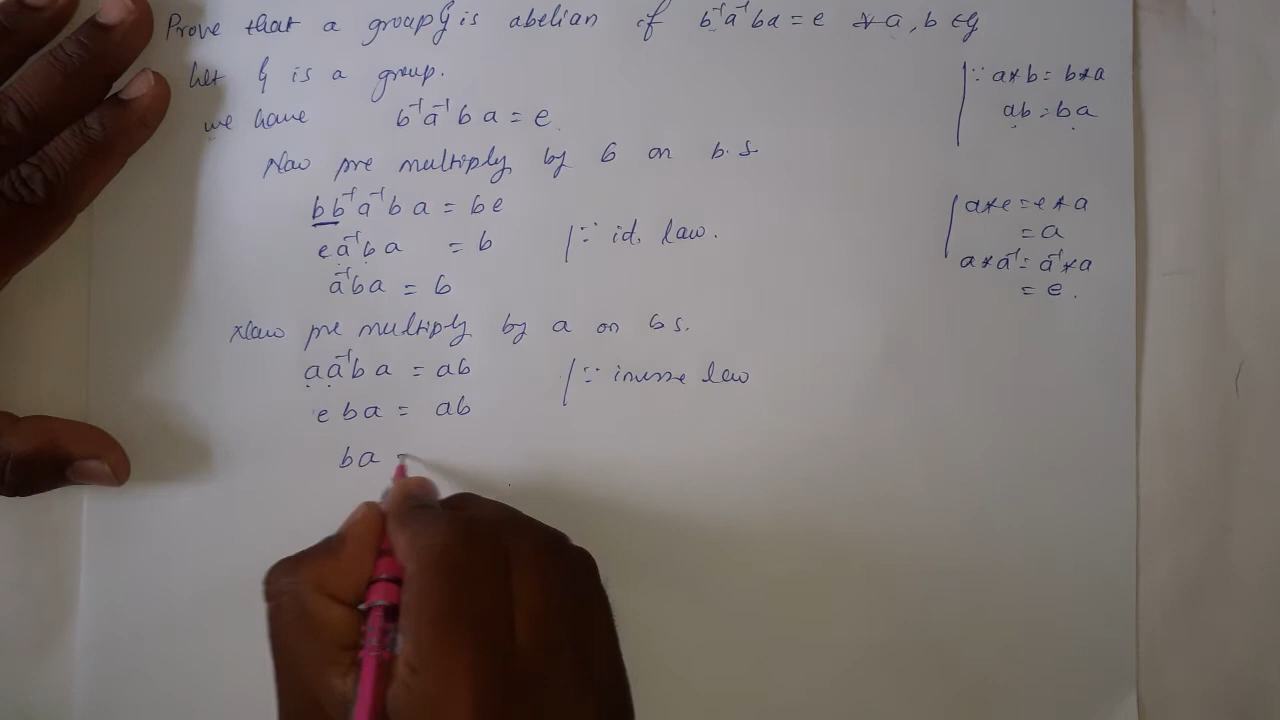 Prove that a group G is abelian if b⁻¹a⁻¹ba = e ∀ a, b ∈ G
Let G is a group.
we have b⁻¹a⁻¹ba = e
Now pre multiply by b on b.s
bb⁻¹a⁻¹ba = be
ea⁻¹ba = b |∵ id. law.
a⁻¹ba = b
Now pre multiply by a on b s.
aa⁻¹ba = ab |∵ inverse law
eba = ab
ba =
|∵ a*b = b*a
ab = ba
|a*e = e*a
= a
a*a⁻¹ = a⁻¹*a
= e.